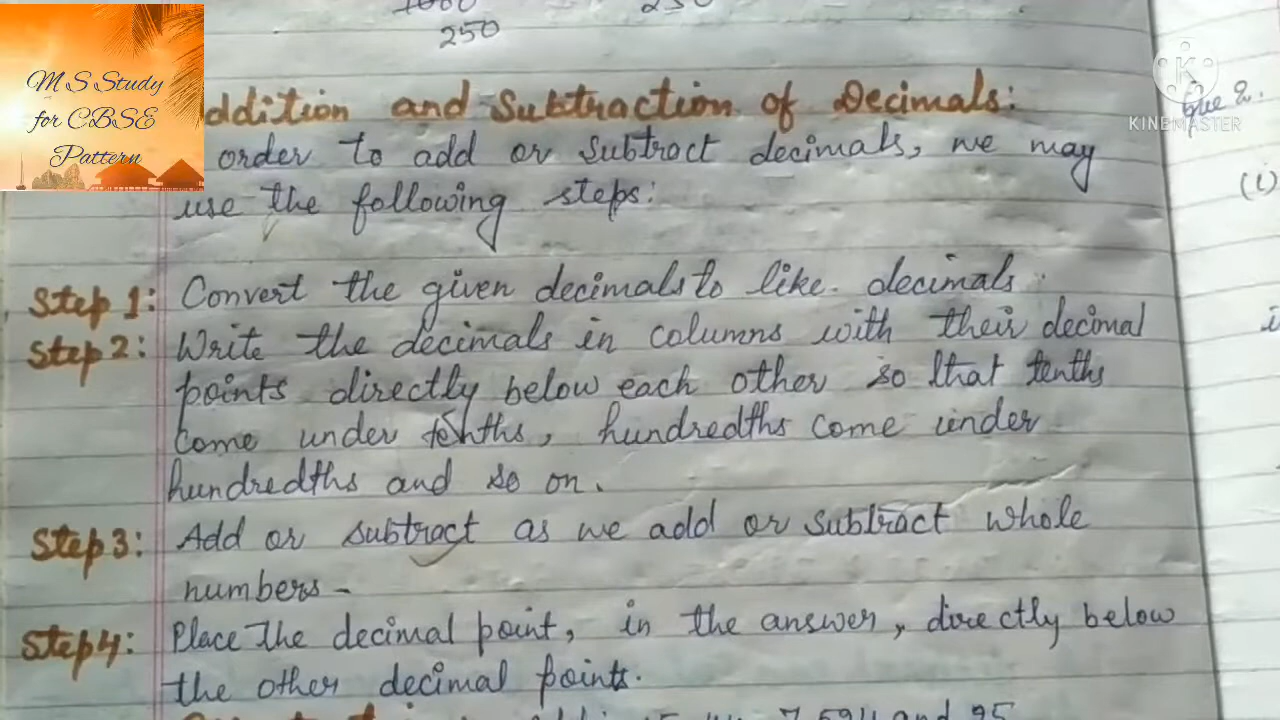 250
M S Study
for CBSE
Pattern
KINEMASTER
que 2.
(i)
ddition and Subtraction of Decimals:
order to add or subtract decimals, we may
use the following steps:
Step 1: Convert the given decimals to like decimals
Step 2: Write the decimals in columns with their decimal
points directly below each other so that tenths
come under tenths, hundredths come under
hundredths and so on.
Step 3: Add or subtract as we add or subtract whole
numbers-
Step 4: Place the decimal point, in the answer, directly below
the other decimal points.
and 95